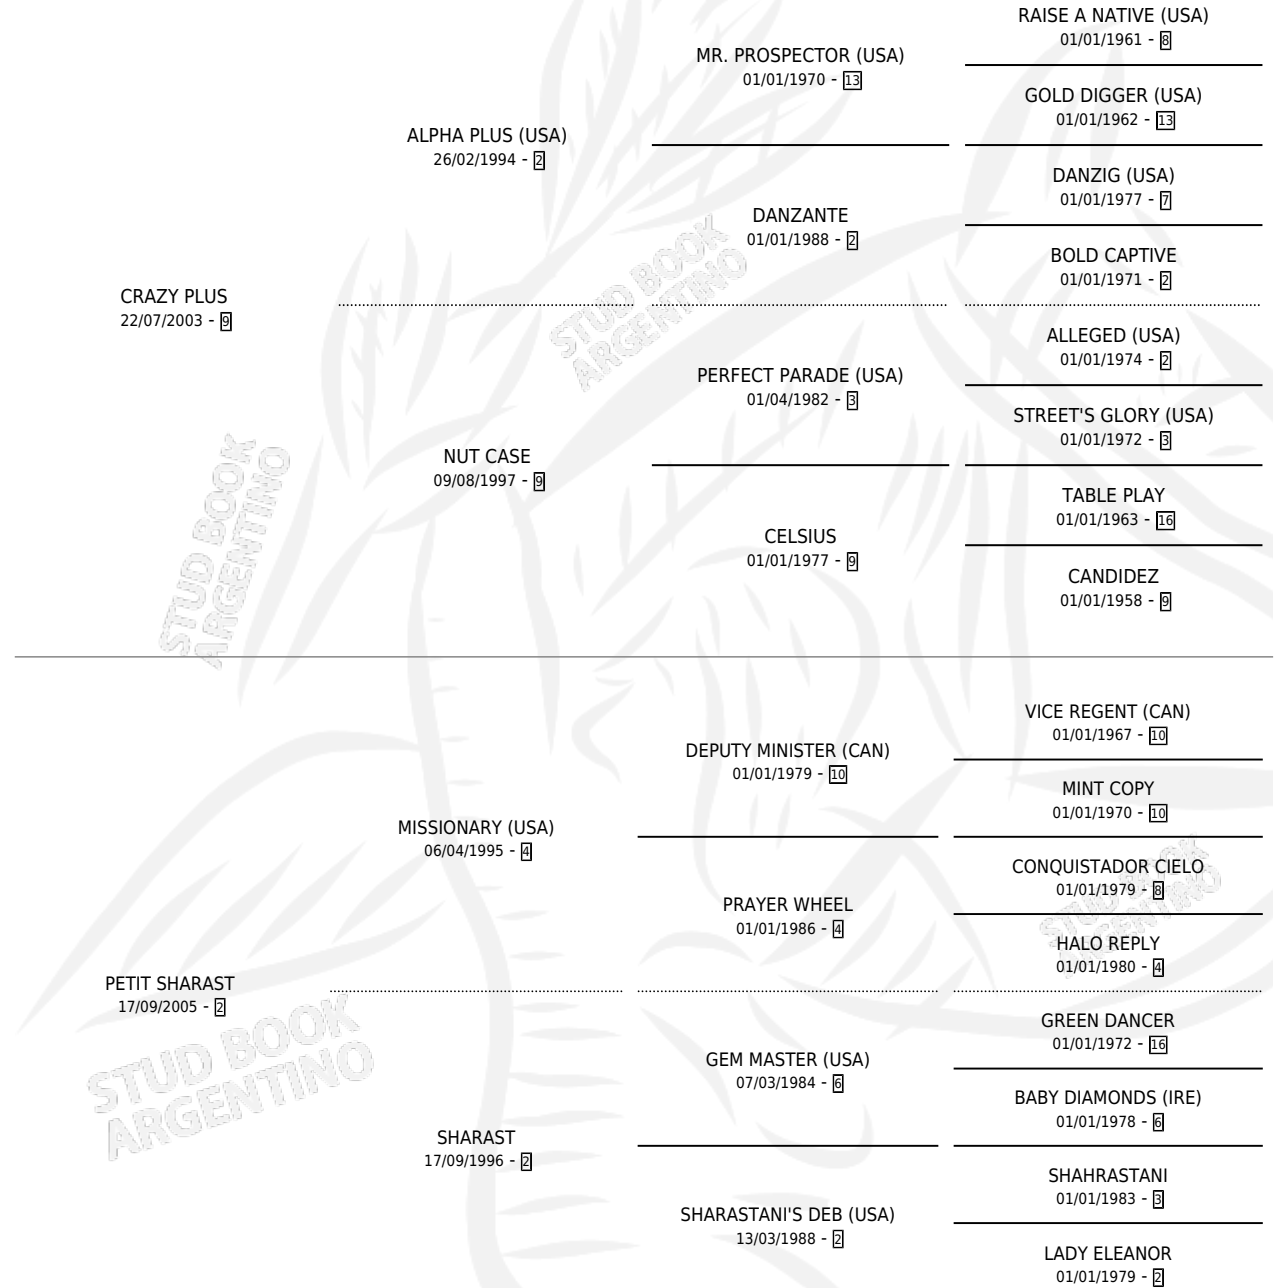 RAISE A NATIVE (USA)
01/01/1961 - 8
MR. PROSPECTOR (USA)
01/01/1970 - 13
GOLD DIGGER (USA)
01/01/1962 - 13
ALPHA PLUS (USA)
26/02/1994 - 2
DANZIG (USA)
01/01/1977 - 7
DANZANTE
01/01/1988 - 2
BOLD CAPTIVE
01/01/1971 - 2
CRAZY PLUS
22/07/2003 - 9
ALLEGED (USA)
01/01/1974 - 2
PERFECT PARADE (USA)
01/04/1982 - 3
STREET'S GLORY (USA)
01/01/1972 - 3
NUT CASE
09/08/1997 - 9
TABLE PLAY
01/01/1963 - 16
CELSIUS
01/01/1977 - 9
CANDIDEZ
01/01/1958 - 9
STUD BOOK
ARGENTINO
STUD BOOK
ARGENTINO
VICE REGENT (CAN)
01/01/1967 - 10
DEPUTY MINISTER (CAN)
01/01/1979 - 10
MINT COPY
01/01/1970 - 10
MISSIONARY (USA)
06/04/1995 - 4
CONQUISTADOR CIELO
01/01/1979 - 8
PRAYER WHEEL
01/01/1986 - 4
HALO REPLY
01/01/1980 - 4
STUD BOOK
ARGENTINO
PETIT SHARAST
17/09/2005 - 2
GREEN DANCER
01/01/1972 - 16
GEM MASTER (USA)
07/03/1984 - 6
BABY DIAMONDS (IRE)
01/01/1978 - 6
SHARAST
17/09/1996 - 2
SHAHRASTANI
01/01/1983 - 3
SHARASTANI'S DEB (USA)
13/03/1988 - 2
LADY ELEANOR
01/01/1979 - 2
STUD BOOK
ARGENTINO